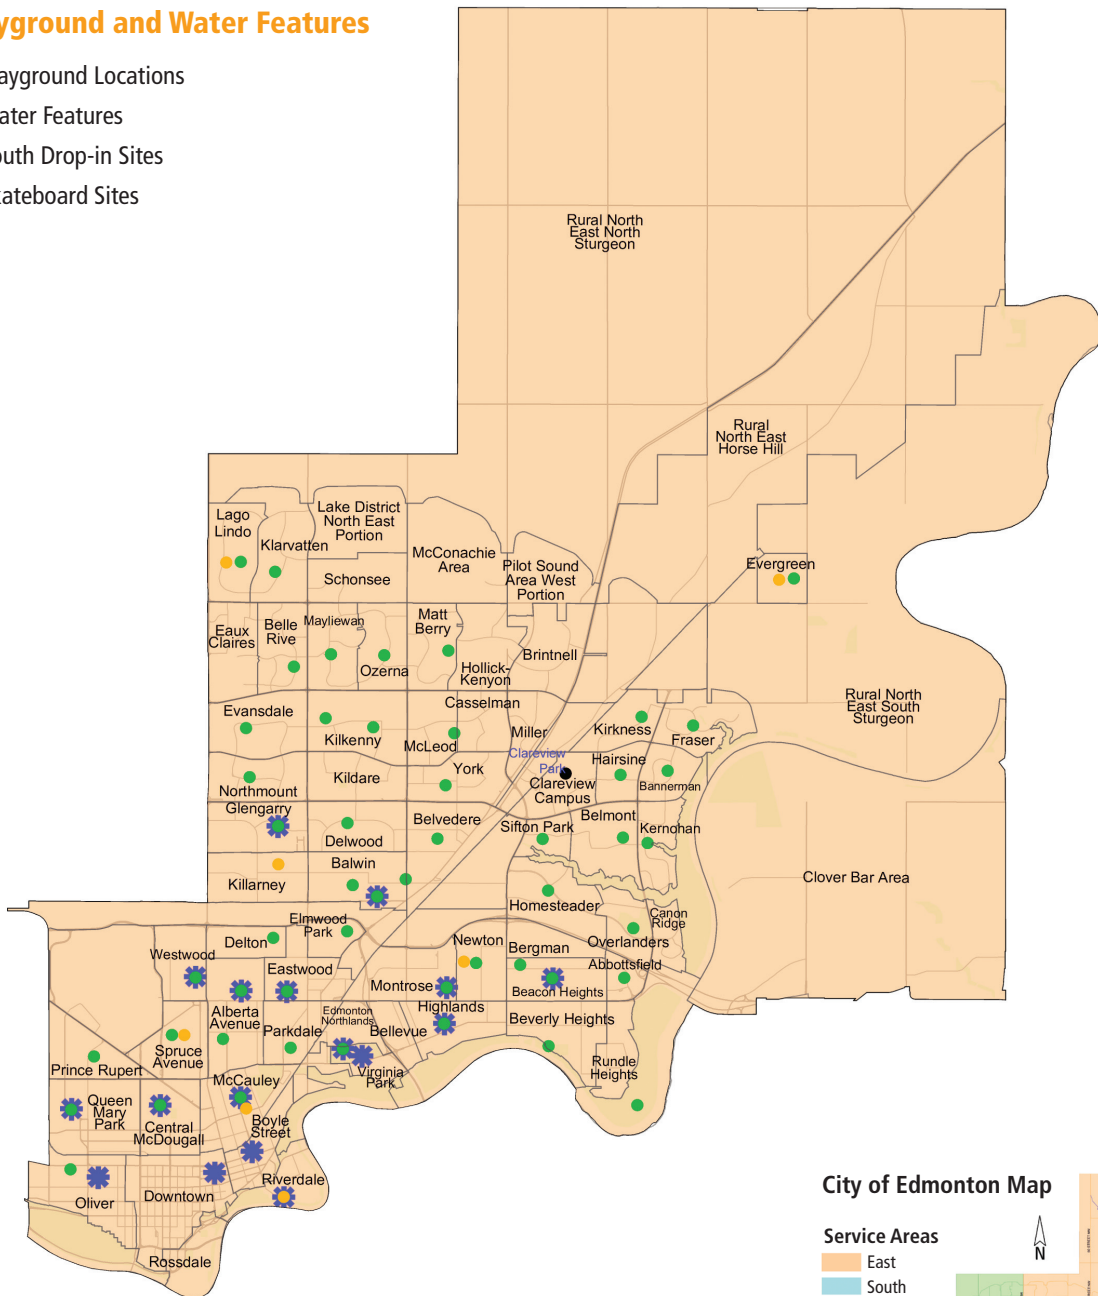 yground and Water Features
ayground Locations
ater Features
outh Drop-in Sites
kateboard Sites
Rural North
East North
Sturgeon
Rural
North East
Horse Hill
Lago
Lindo
Klarvatten
Lake District
North East
Portion
McConachie
Area
Schonsee
Pilot Sound
Area West
Portion
Evergreen
Eaux
Claires
Belle
Rive
Mayliewan
Ozerna
Matt
Berry
Hollick-
Kenyon
Brintnell
Rural North
East South
Sturgeon
Evansdale
Kilkenny
Casselman
McLeod
Miller
Kirkness
Fraser
Clareview
Park
Hairsine
Northmount
Kildare
York
Clareview
Campus
Bannerman
Glengarry
Delwood
Belvedere
Sifton Park
Belmont
Kernohan
Killarney
Balwin
Clover Bar Area
Homesteader
Canon
Ridge
Elmwood
Park
Delton
Newton
Bergman
Overlanders
Westwood
Eastwood
Montrose
Abbottsfield
Beacon Heights
Alberta
Avenue
Parkdale
Edmonton
Northlands
Bellevue
Highlands
Beverly Heights
Spruce
Avenue
Prince Rupert
Virginia
Park
Rundle
Heights
McCauley
Queen
Mary
Park
Central
McDougall
Boyle
Street
Oliver
Downtown
Riverdale
Rossdale
City of Edmonton Map
Service Areas
N
East
South